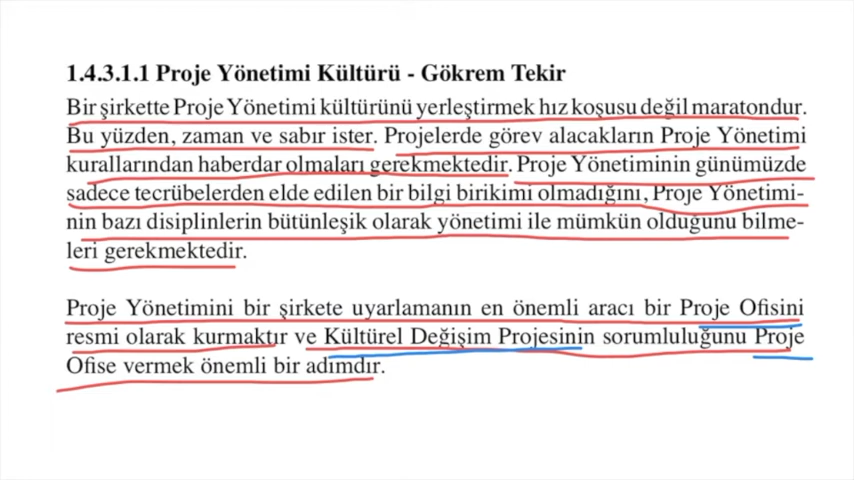 1.4.3.1.1 Proje Yönetimi Kültürü - Gökrem Tekir
Bir şirkette Proje Yönetimi kültürünü yerleştirmek hız koşusu değil maratondur.
Bu yüzden, zaman ve sabır ister. Projelerde görev alacakların Proje Yönetimi
kurallarından haberdar olmaları gerekmektedir. Proje Yönetiminin günümüzde
sadece tecrübelerden elde edilen bir bilgi birikimi olmadığını, Proje Yönetimi-
nin bazı disiplinlerin bütünleşik olarak yönetimi ile mümkün olduğunu bilme-
leri gerekmektedir.
Proje Yönetimini bir şirkete uyarlamanın en önemli aracı bir Proje Ofisini
resmi olarak kurmaktır ve Kültürel Değişim Projesinin sorumluluğunu Proje
Ofise vermek önemli bir adımdır.